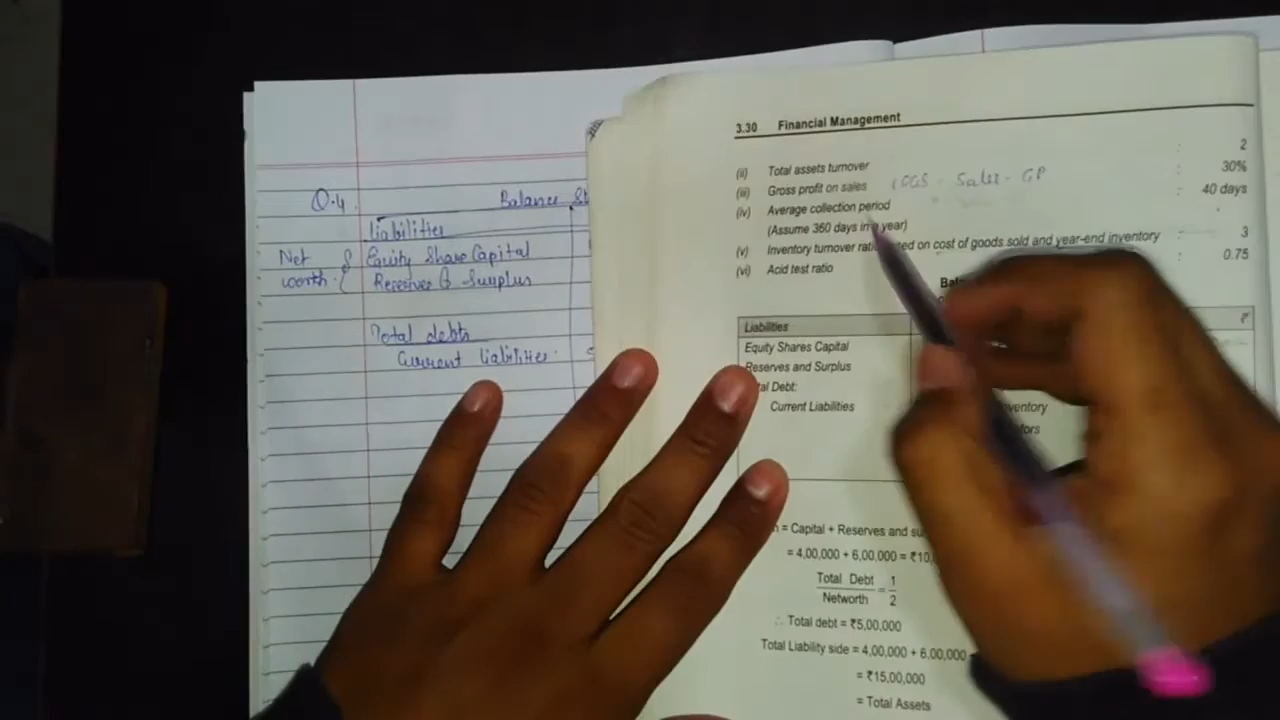 Q.4 Balance
liabilities
Net worth. Equity Share Capital
Reserves & Surplus
Total debts
Current liabilities
3.30 Financial Management
(ii) Total assets turnover : 2
(iii) Gross profit on sales COGS = Sales - GP : 30%
(iv) Average collection period : 40 days
(Assume 360 days in a year)
(v) Inventory turnover on cost of goods sold and year-end inventory : 3
(vi) Acid test ratio : 0.75
Liabilities ₹
Equity Shares Capital
Reserves and Surplus
Debt:
Current Liabilities
= Capital + Reserves and
= 4,00,000 + 6,00,000 =
Total Debt / Networth = 1 / 2
∴ Total debt = ₹5,00,000
Total Liability side = 4,00,000 + 6,00,000
= ₹15,00,000
= Total Assets